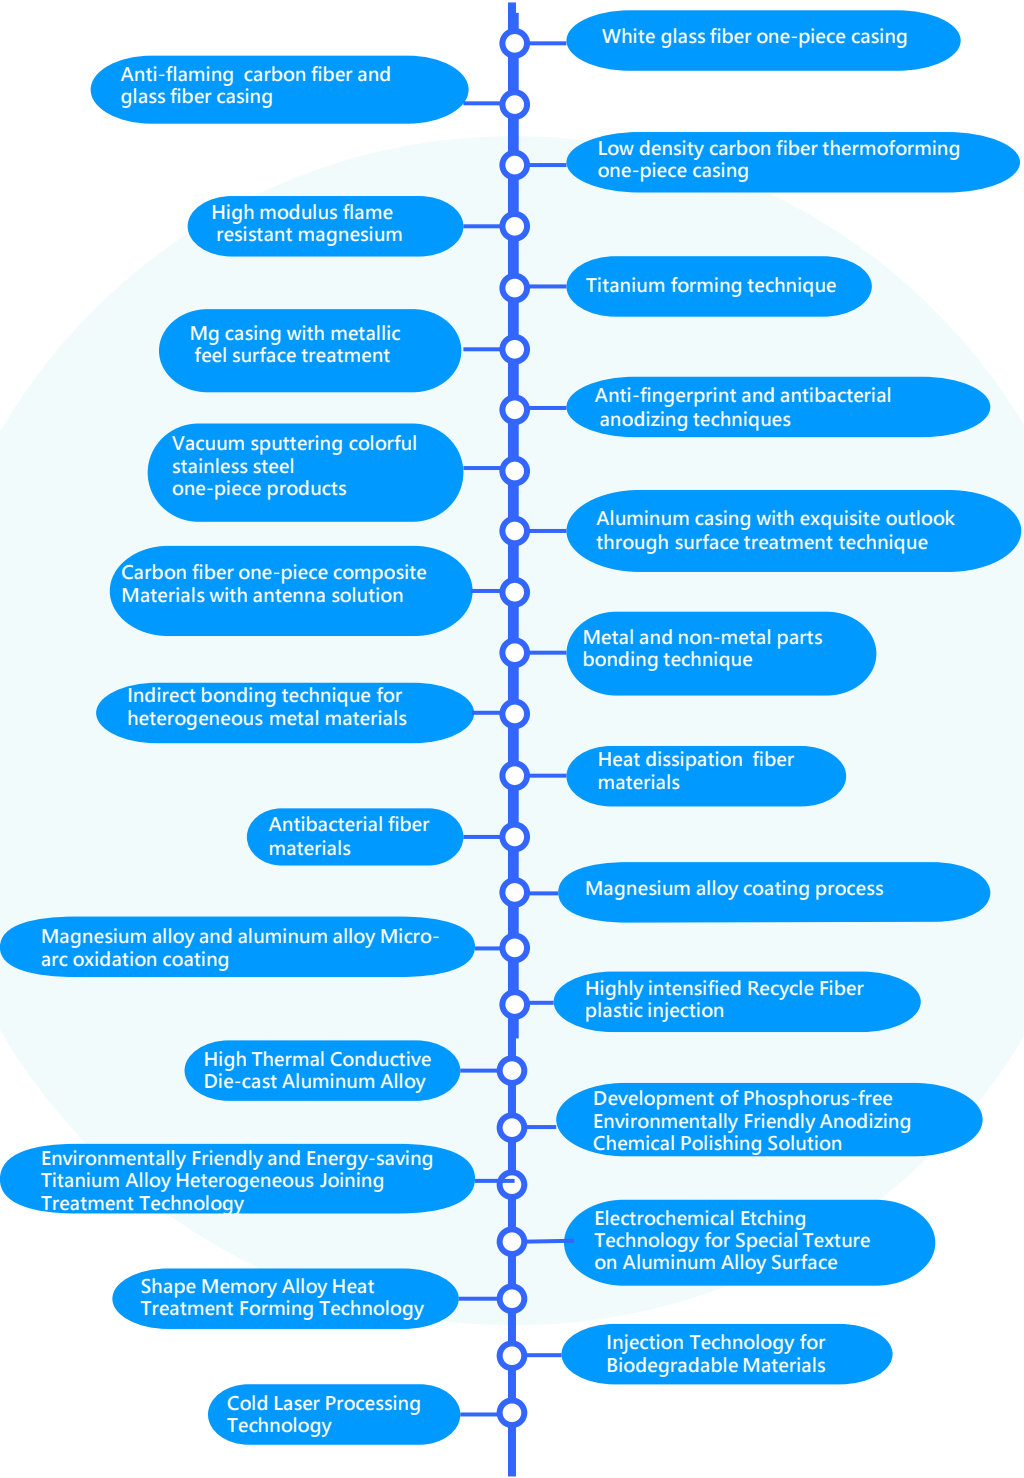 White glass fiber one-piece casing
Anti-flaming carbon fiber and
glass fiber casing
Low density carbon fiber thermoforming
one-piece casing
High modulus flame
resistant magnesium
Titanium forming technique
Mg casing with metallic
feel surface treatment
Anti-fingerprint and antibacterial
anodizing techniques
Vacuum sputtering colorful
stainless steel
one-piece products
Aluminum casing with exquisite outlook
through surface treatment technique
Carbon fiber one-piece composite
Materials with antenna solution
Metal and non-metal parts
bonding technique
Indirect bonding technique for
heterogeneous metal materials
Heat dissipation fiber
materials
Antibacterial fiber
materials
Magnesium alloy coating process
Magnesium alloy and aluminum alloy Micro-
arc oxidation coating
Highly intensified Recycle Fiber
plastic injection
High Thermal Conductive
Die-cast Aluminum Alloy
Development of Phosphorus-free
Environmentally Friendly Anodizing
Chemical Polishing Solution
Environmentally Friendly and Energy-saving
Titanium Alloy Heterogeneous Joining
Treatment Technology
Electrochemical Etching
Technology for Special Texture
on Aluminum Alloy Surface
Shape Memory Alloy Heat
Treatment Forming Technology
Injection Technology for
Biodegradable Materials
Cold Laser Processing
Technology